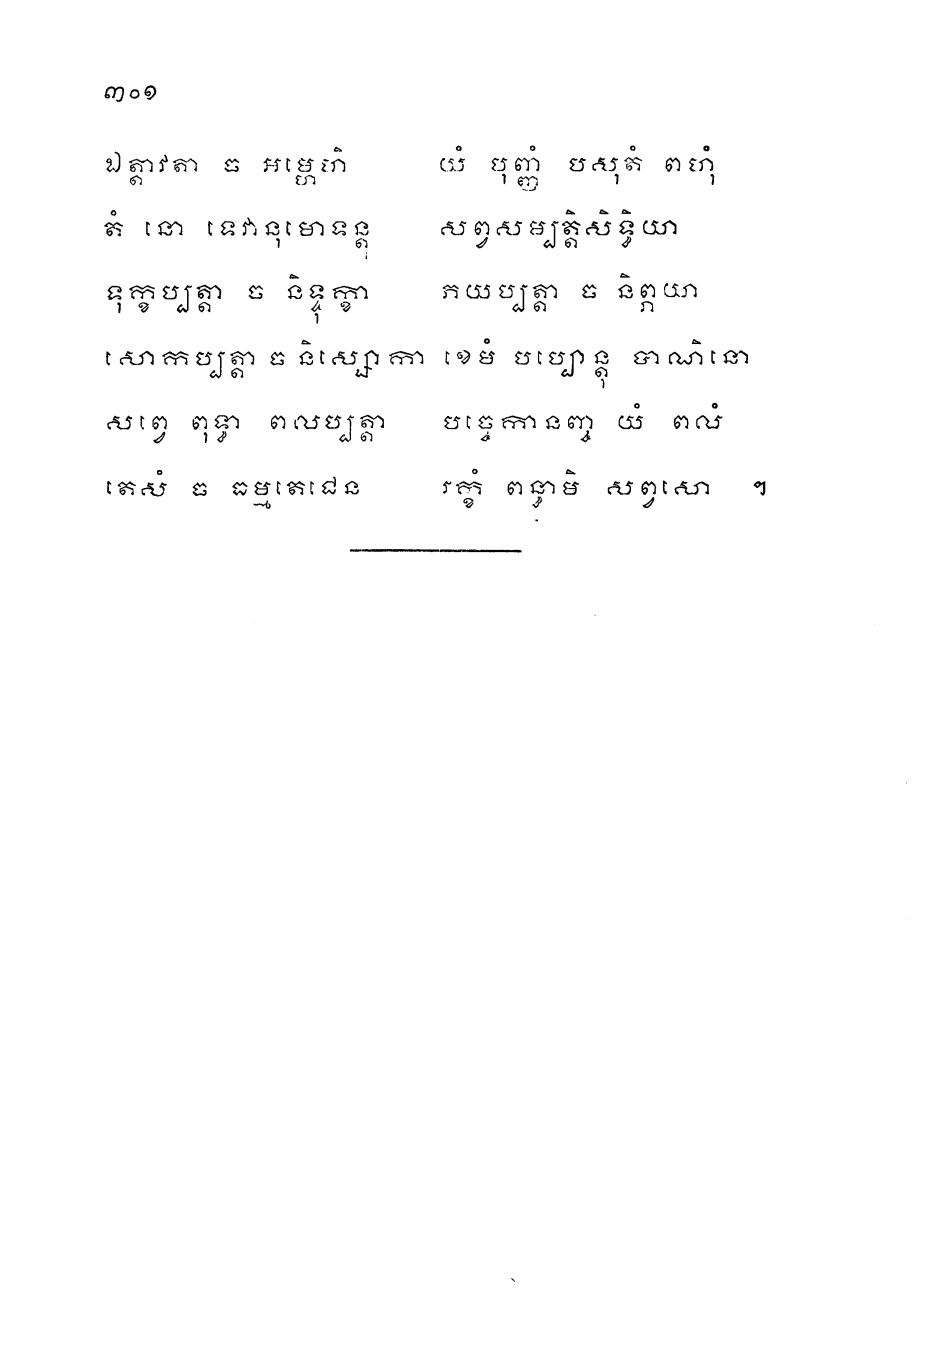 ៣០១
ឯត្តាវតា ច អម្ហេហិ យំ បុញ្ញំ បសុតំ ពហុំ
តំ នោ ទេវានុមោទន្តុ សព្វសម្បត្តិសិទ្ធិយា
ទុក្ខប្បត្តា ច និទ្ទុក្ខា ភយប្បត្តា ច និព្ភយា
សោកប្បត្តា ច និស្សោកា ខេមំ បប្បោន្តុ បាណិនោ
សព្វេ ពុទ្ធា ពលប្បត្តា បច្ចេកានញ្ច យំ ពលំ
តេសំ ច ធម្មតេជេន រក្ខំ ពន្ធាមិ សព្វសោ ។